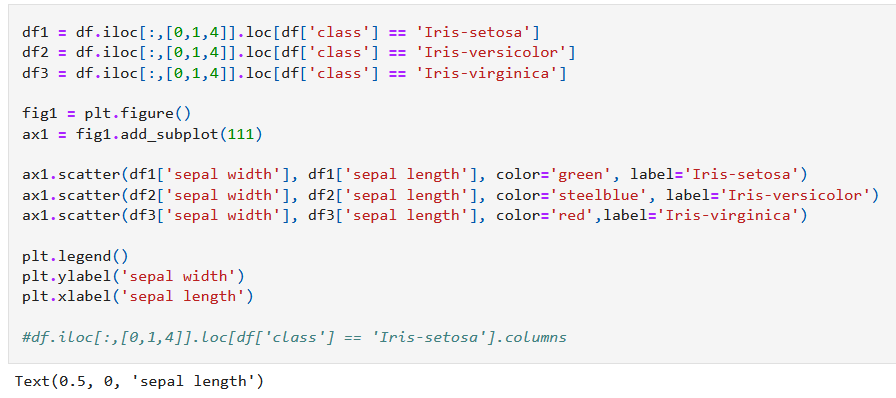 df1 = df.iloc[:,[0,1,4]].loc[df['class'] == 'Iris-setosa']
df2 = df.iloc[:,[0,1,4]].loc[df['class'] == 'Iris-versicolor']
df3 = df.iloc[:,[0,1,4]].loc[df['class'] == 'Iris-virginica']
fig1 = plt.figure()
ax1 = fig1.add_subplot(111)
ax1.scatter(df1['sepal width'], df1['sepal length'], color='green', label='Iris-setosa')
ax1.scatter(df2['sepal width'], df2['sepal length'], color='steelblue', label='Iris-versicolor')
ax1.scatter(df3['sepal width'], df3['sepal length'], color='red',label='Iris-virginica')
plt.legend()
plt.ylabel('sepal width')
plt.xlabel('sepal length')
#df.iloc[:,[0,1,4]].loc[df['class'] == 'Iris-setosa'].columns
Text(0.5, 0, 'sepal length')